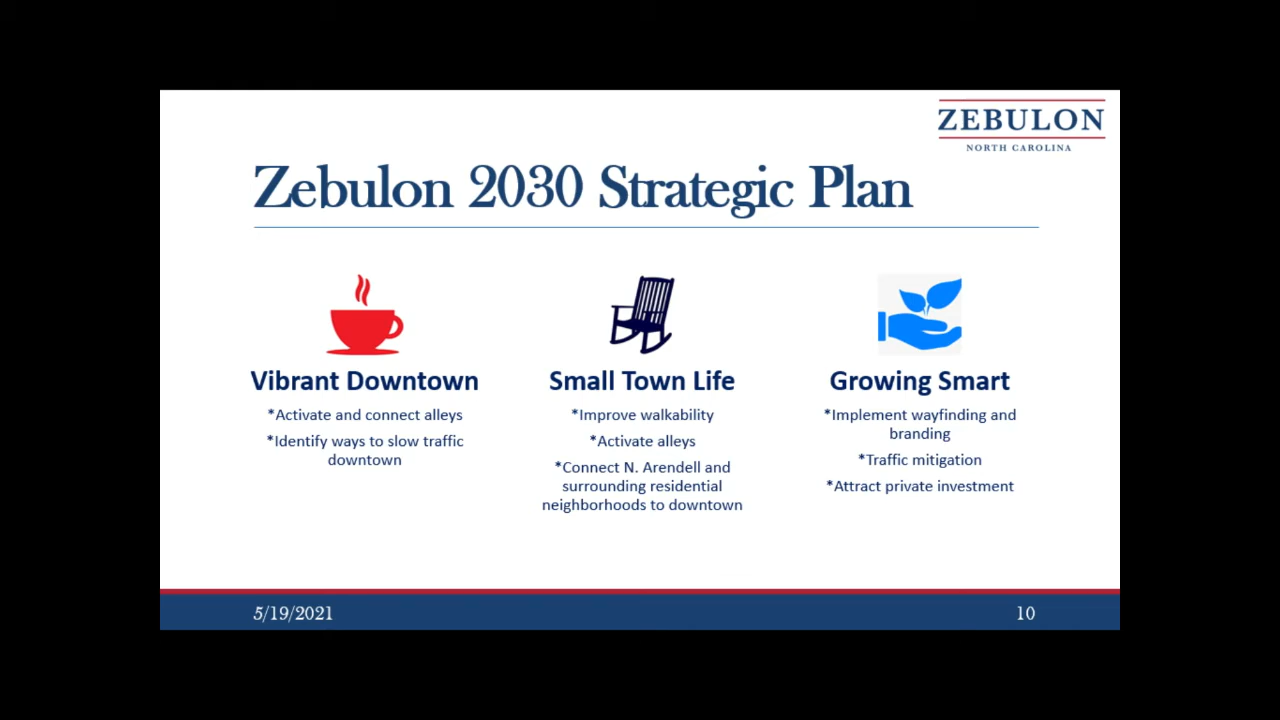 ZEBULON
NORTH CAROLINA
Zebulon 2030 Strategic Plan
Vibrant Downtown
*Activate and connect alleys
*Identify ways to slow traffic
downtown
Small Town Life
*Improve walkability
*Activate alleys
*Connect N. Arendell and
surrounding residential
neighborhoods to downtown
Growing Smart
*Implement wayfinding and
branding
*Traffic mitigation
*Attract private investment
5/19/2021
10